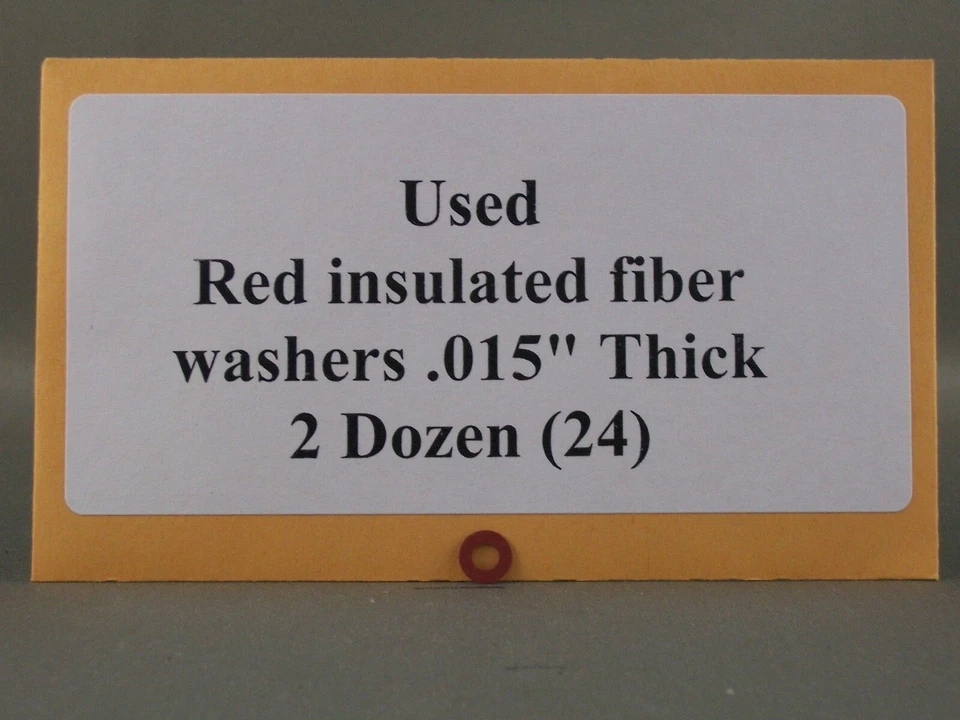 Used
Red insulated fiber
washers .015" Thick
2 Dozen (24)